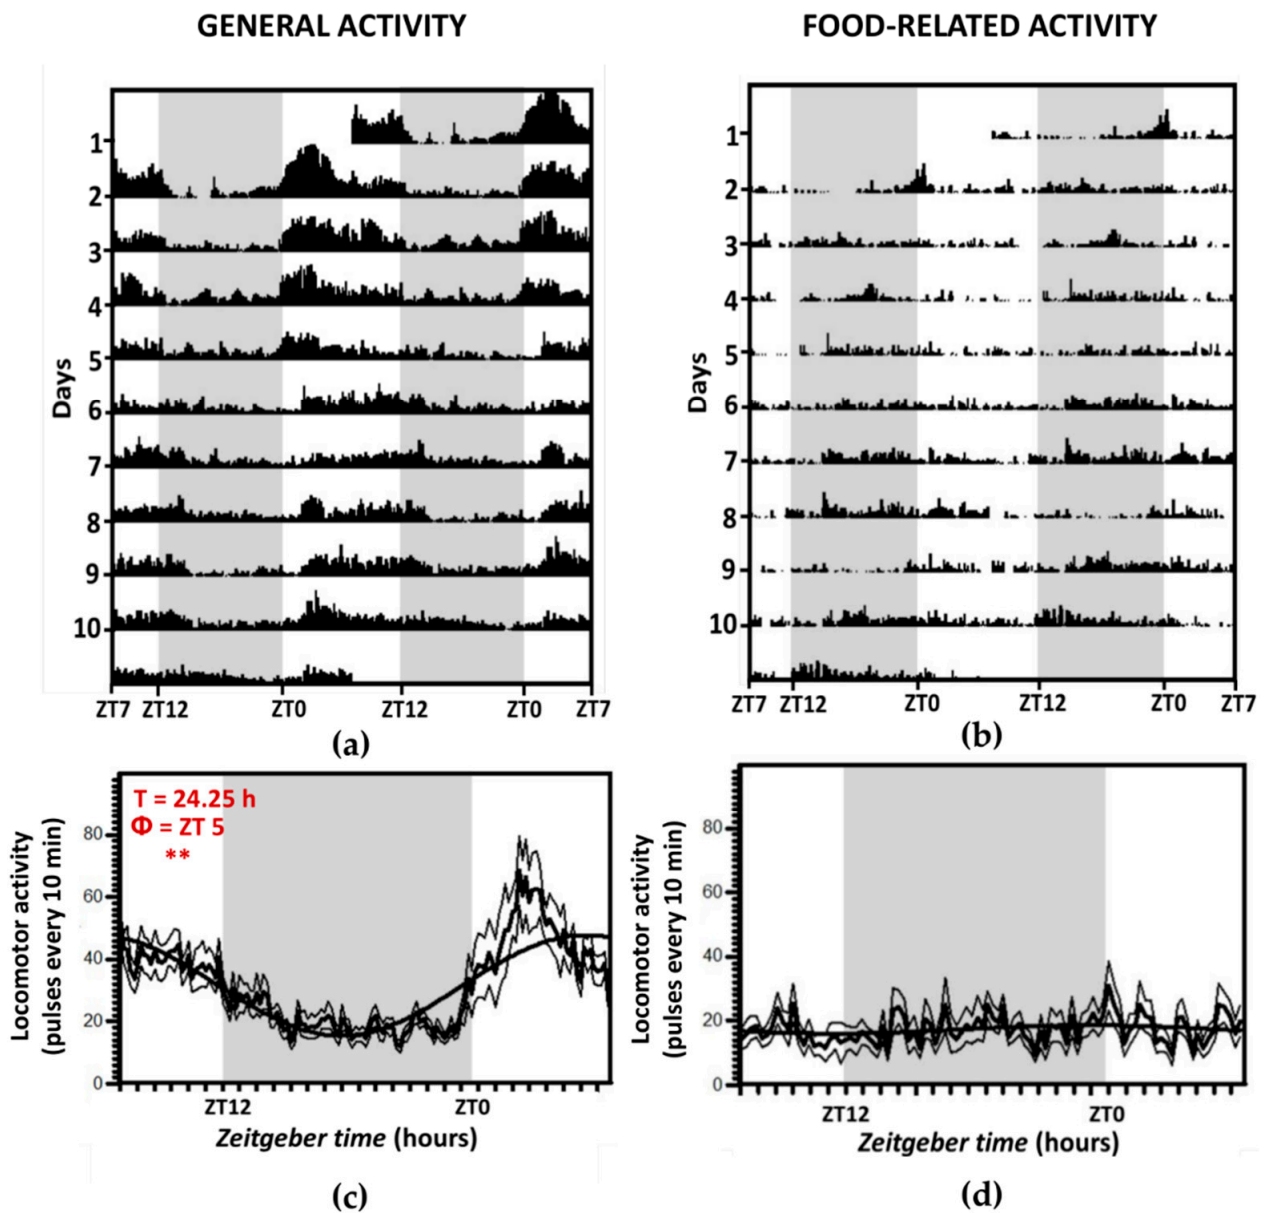 GENERAL ACTIVITY
FOOD-RELATED ACTIVITY
Days
1
2
3
4
5
6
7
8
9
10
ZT7 ZT12 ZT0 ZT12 ZT0 ZT7
(a)
Days
1
2
3
4
5
6
7
8
9
10
ZT7 ZT12 ZT0 ZT12 ZT0 ZT7
(b)
Locomotor activity
(pulses every 10 min)
T = 24.25 h
Φ = ZT 5
**
80
60
40
20
0
ZT12 ZT0
Zeitgeber time (hours)
(c)
Locomotor activity
(pulses every 10 min)
80
60
40
20
0
ZT12 ZT0
Zeitgeber time (hours)
(d)